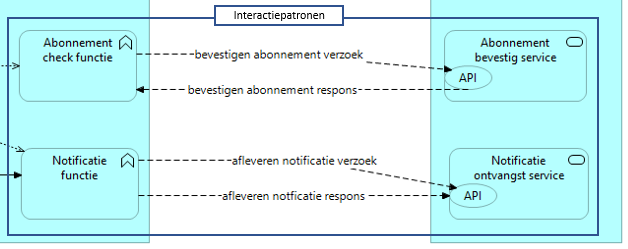 Interactiepatronen
Abonnement
check functie
bevestigen abonnement verzoek
Abonnement
bevestig service
API
bevestigen abonnement respons
Notificatie
functie
afleveren notificatie verzoek
Notificatie
ontvangst service
API
afleveren notficatie respons